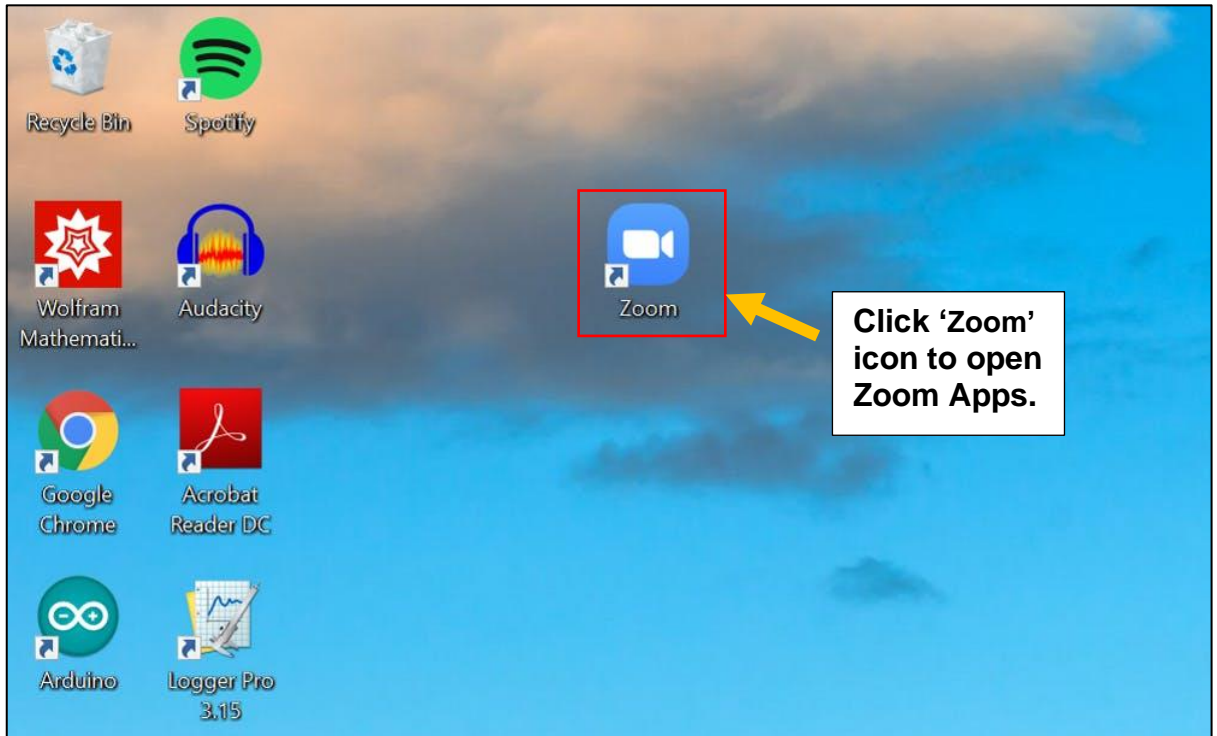 Recycle Bin
Spotify
Wolfram
Mathemati...
Audacity
Zoom
Click ‘Zoom’
icon to open
Zoom Apps.
Google
Chrome
Acrobat
Reader DC
Arduino
Logger Pro
3.15